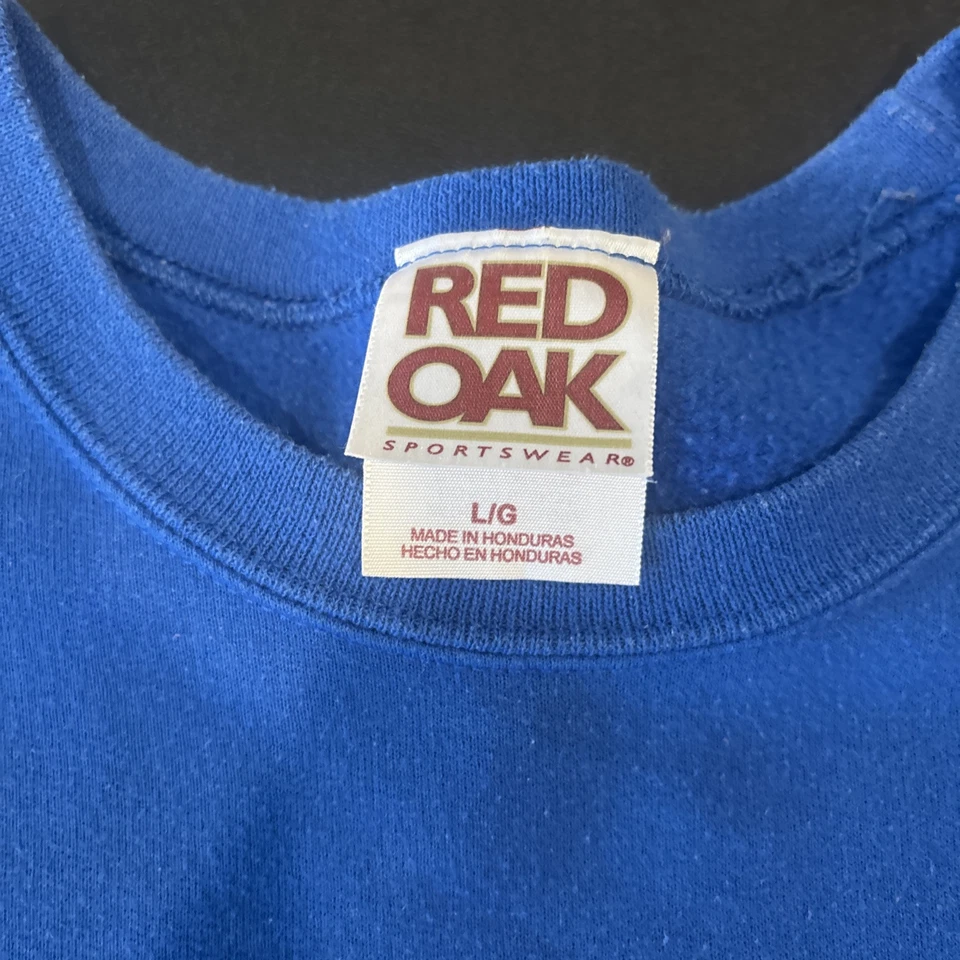 RED
OAK
SPORTSWEAR®
L/G
MADE IN HONDURAS
HECHO EN HONDURAS